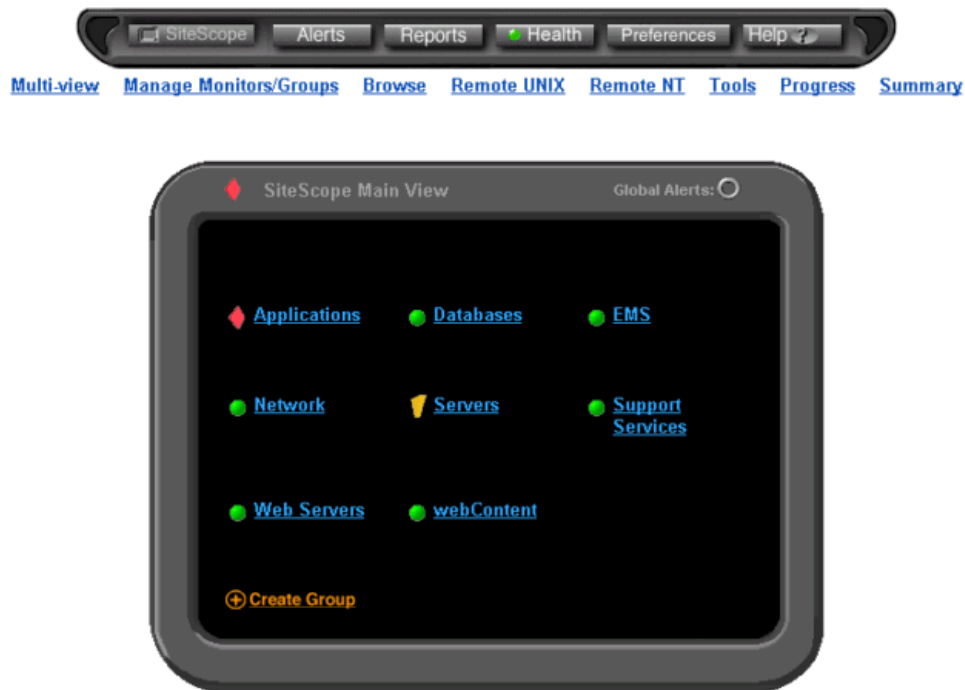 SiteScope Alerts Reports Health Preferences Help ?
Multi-view Manage Monitors/Groups Browse Remote UNIX Remote NT Tools Progress Summary
SiteScope Main View Global Alerts:
Applications Databases EMS
Network Servers Support
Services
Web Servers webContent
Create Group